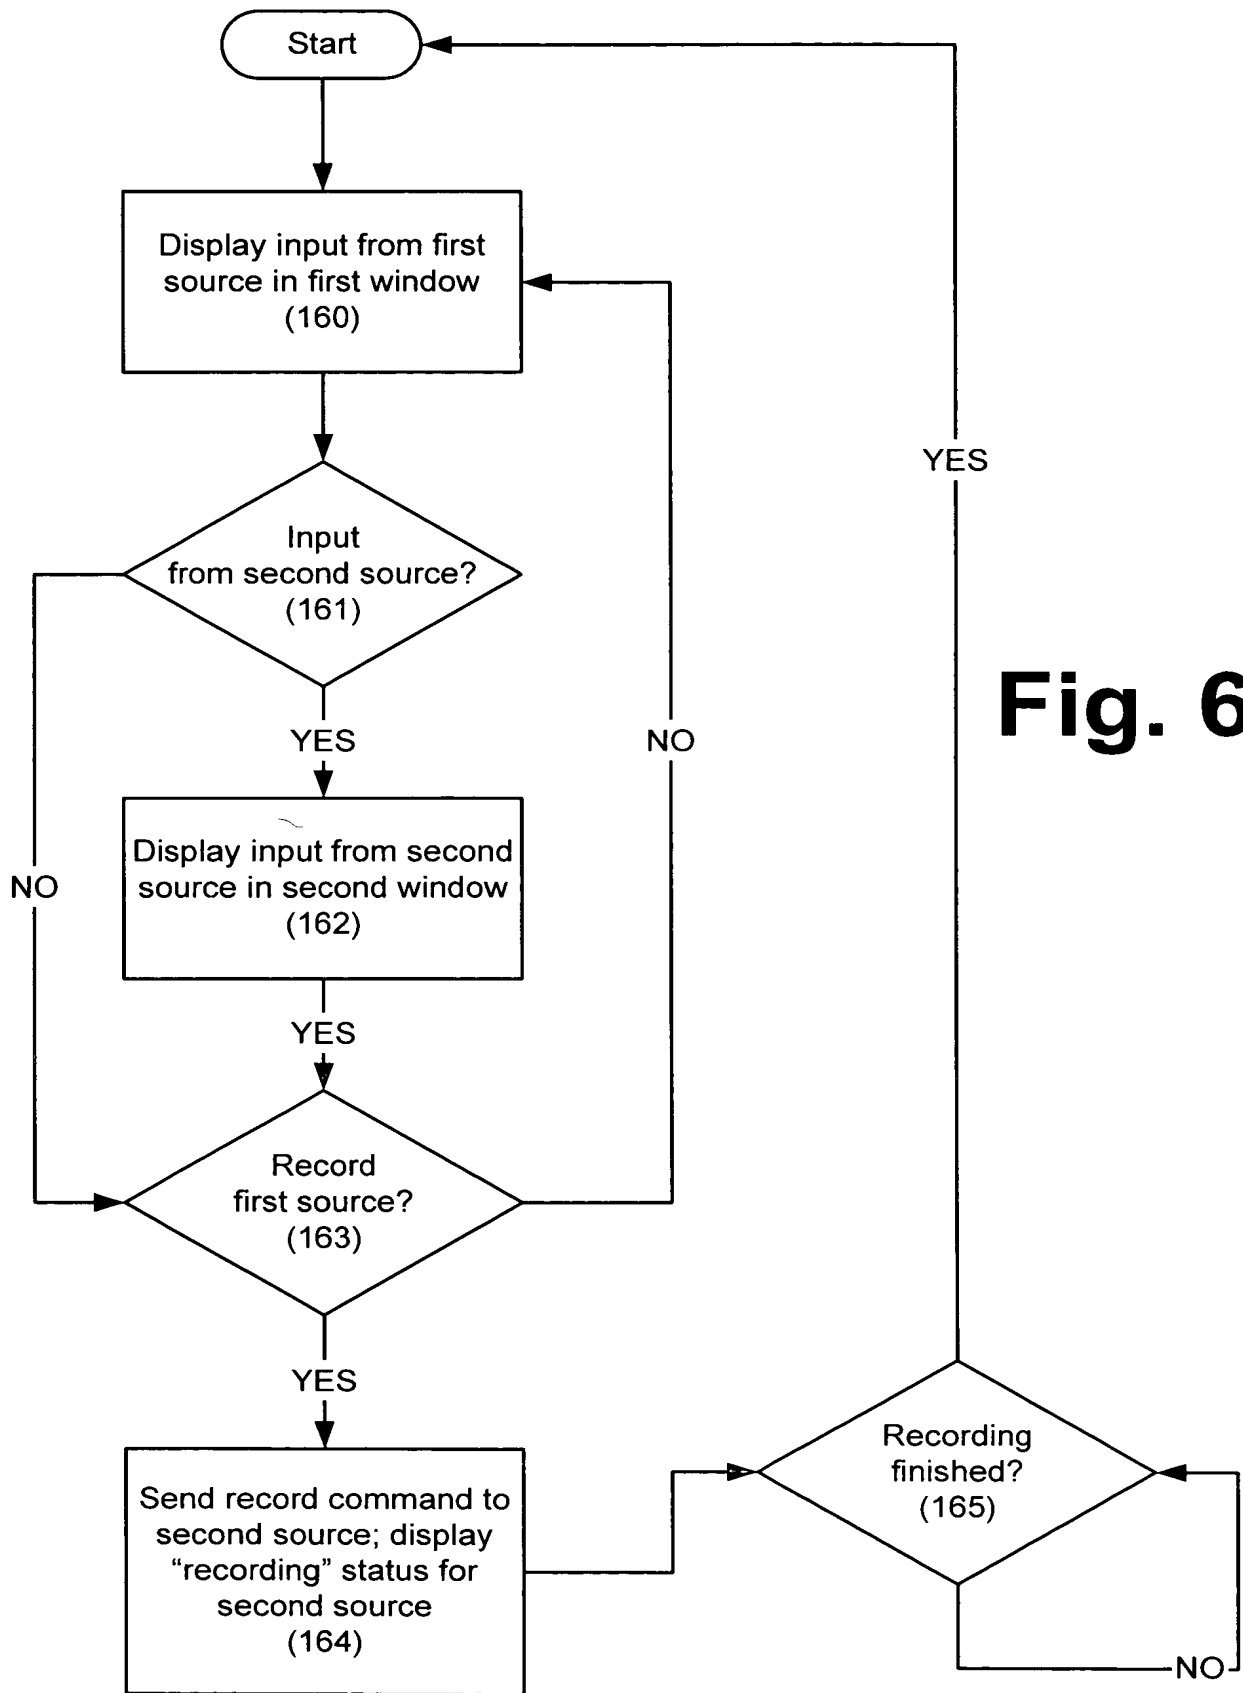 Start
Display input from first
source in first window
(160)
Input
from second source?
(161)
YES
NO
Display input from second
source in second window
(162)
YES
Record
first source?
(163)
NO
YES
Send record command to
second source; display
“recording” status for
second source
(164)
Recording
finished?
(165)
YES
NO
Fig. 6